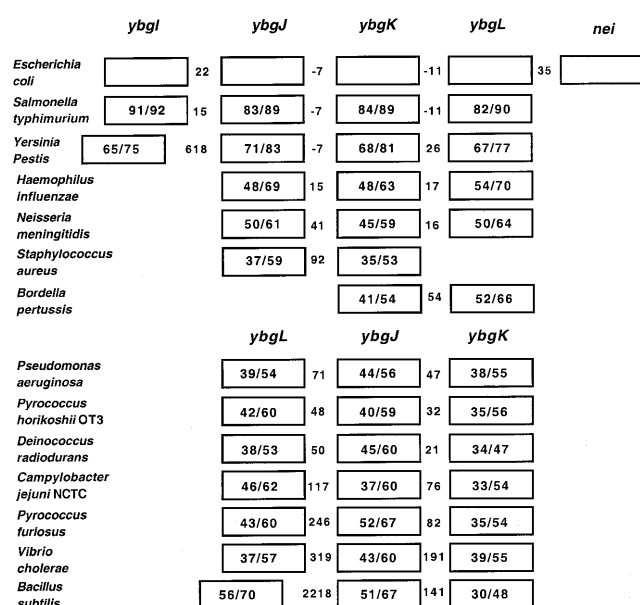 ybgI ybgJ ybgK ybgL nei
Escherichia
coli 22 -7 -11 35
Salmonella
typhimurium 91/92 15 83/89 -7 84/89 -11 82/90
Yersinia
Pestis 65/75 618 71/83 -7 68/81 26 67/77
Haemophilus
influenzae 48/69 15 48/63 17 54/70
Neisseria
meningitidis 50/61 41 45/59 16 50/64
Staphylococcus
aureus 37/59 92 35/53
Bordella
pertussis 41/54 54 52/66
ybgL ybgJ ybgK
Pseudomonas
aeruginosa 39/54 71 44/56 47 38/55
Pyrococcus
horikoshii OT3 42/60 48 40/59 32 35/56
Deinococcus
radiodurans 38/53 50 45/60 21 34/47
Campylobacter
jejuni NCTC 46/62 117 37/60 76 33/54
Pyrococcus
furiosus 43/60 246 52/67 82 35/54
Vibrio
cholerae 37/57 319 43/60 191 39/55
Bacillus
subtilis 56/70 2218 51/67 141 30/48